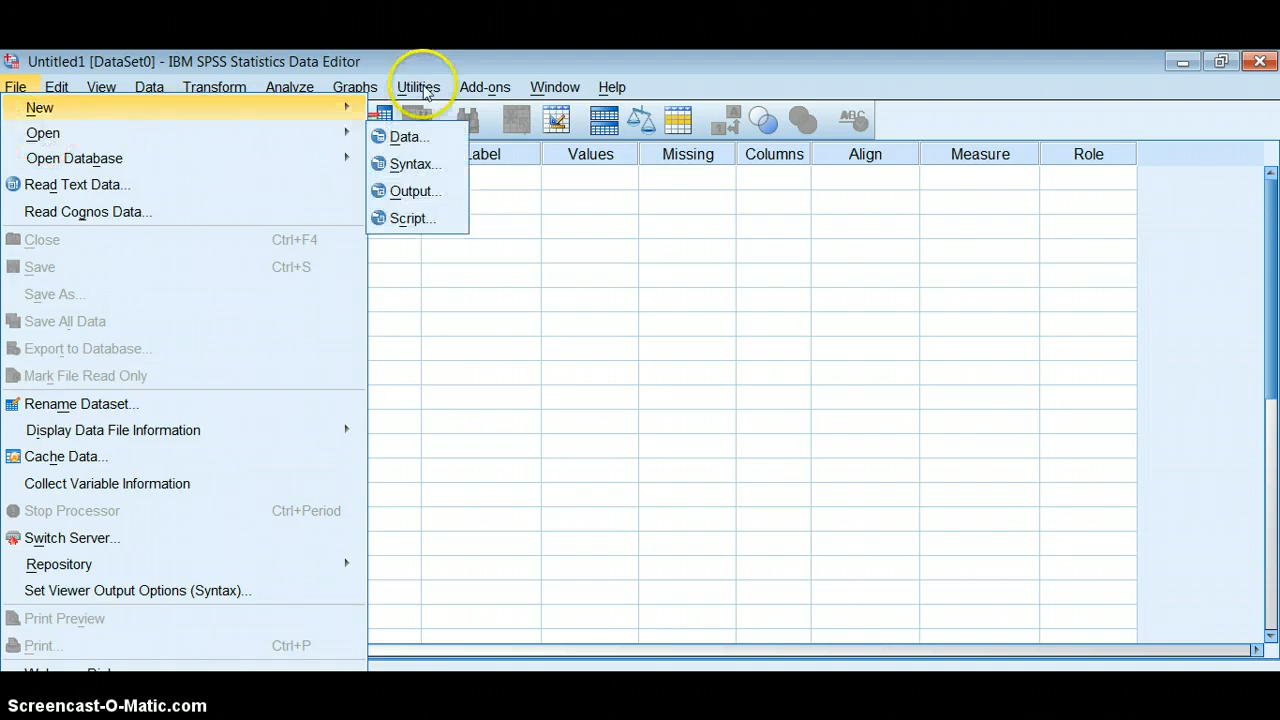 Untitled1 [DataSet0] - IBM SPSS Statistics Data Editor
File Edit View Data Transform Analyze Graphs Utilities Add-ons Window Help
New
Open
Open Database
Read Text Data...
Read Cognos Data...
Close Ctrl+F4
Save Ctrl+S
Save As...
Save All Data
Export to Database...
Mark File Read Only
Rename Dataset...
Display Data File Information
Cache Data...
Collect Variable Information
Stop Processor Ctrl+Period
Switch Server...
Repository
Set Viewer Output Options (Syntax)...
Print Preview
Print... Ctrl+P
Data...
Syntax...
Output...
Script...
A
A
ABC
Label Values Missing Columns Align Measure Role
Screencast-O-Matic.com